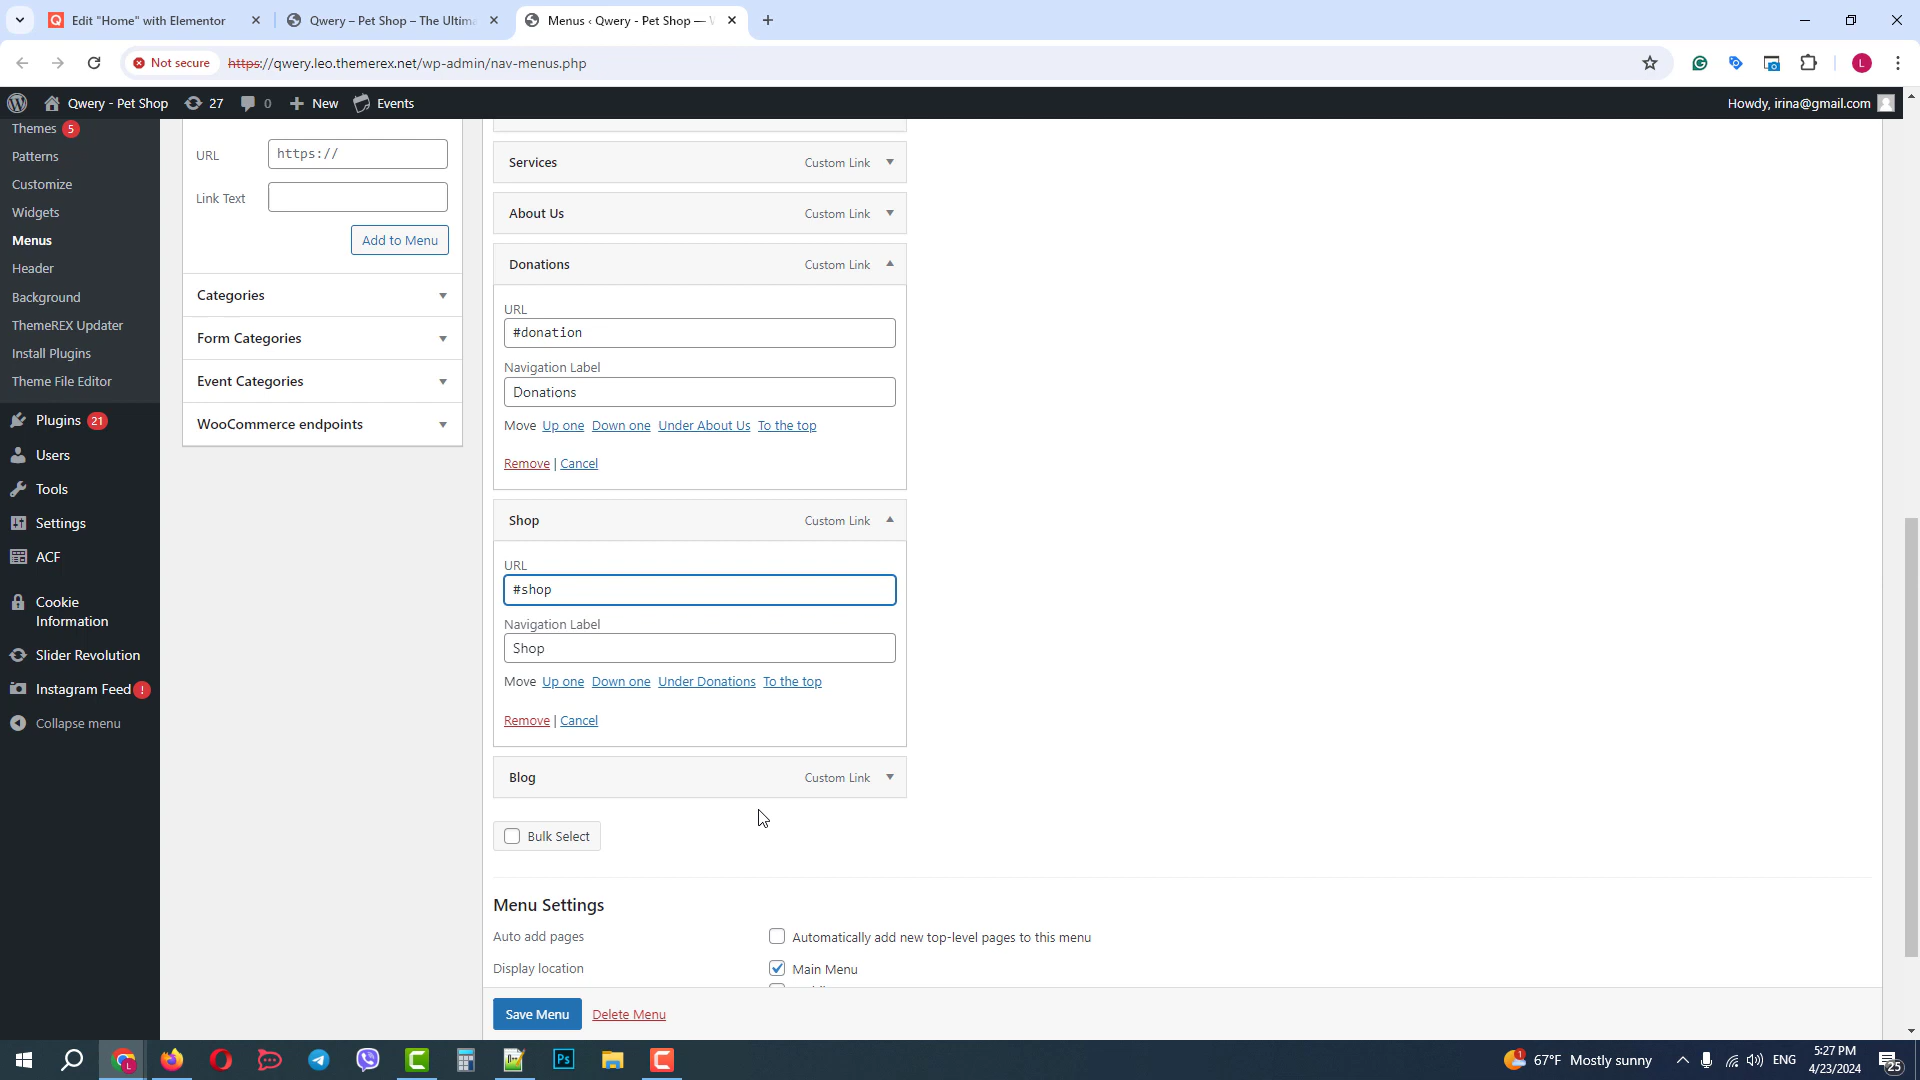 Edit "Home" with Elementor
Qwery – Pet Shop – The Ultima
Menus ‹ Qwery - Pet Shop —
Not secure
https://qwery.leo.themerex.net/wp-admin/nav-menus.php
Qwery - Pet Shop
27
0
New
Events
Howdy, irina@gmail.com
Themes 5
Patterns
Customize
Widgets
Menus
Header
Background
ThemeREX Updater
Install Plugins
Theme File Editor
Plugins 21
Users
Tools
Settings
ACF
Cookie
Information
Slider Revolution
Instagram Feed !
Collapse menu
URL
https://
Link Text
Add to Menu
Categories
Form Categories
Event Categories
WooCommerce endpoints
Services
Custom Link
About Us
Custom Link
Donations
Custom Link
URL
#donation
Navigation Label
Donations
Move Up one Down one Under About Us To the top
Remove | Cancel
Shop
Custom Link
URL
#shop
Navigation Label
Shop
Move Up one Down one Under Donations To the top
Remove | Cancel
Blog
Custom Link
Bulk Select
Menu Settings
Auto add pages
Automatically add new top-level pages to this menu
Display location
Main Menu
Save Menu
Delete Menu
67°F Mostly sunny
ENG
5:27 PM
4/23/2024
25